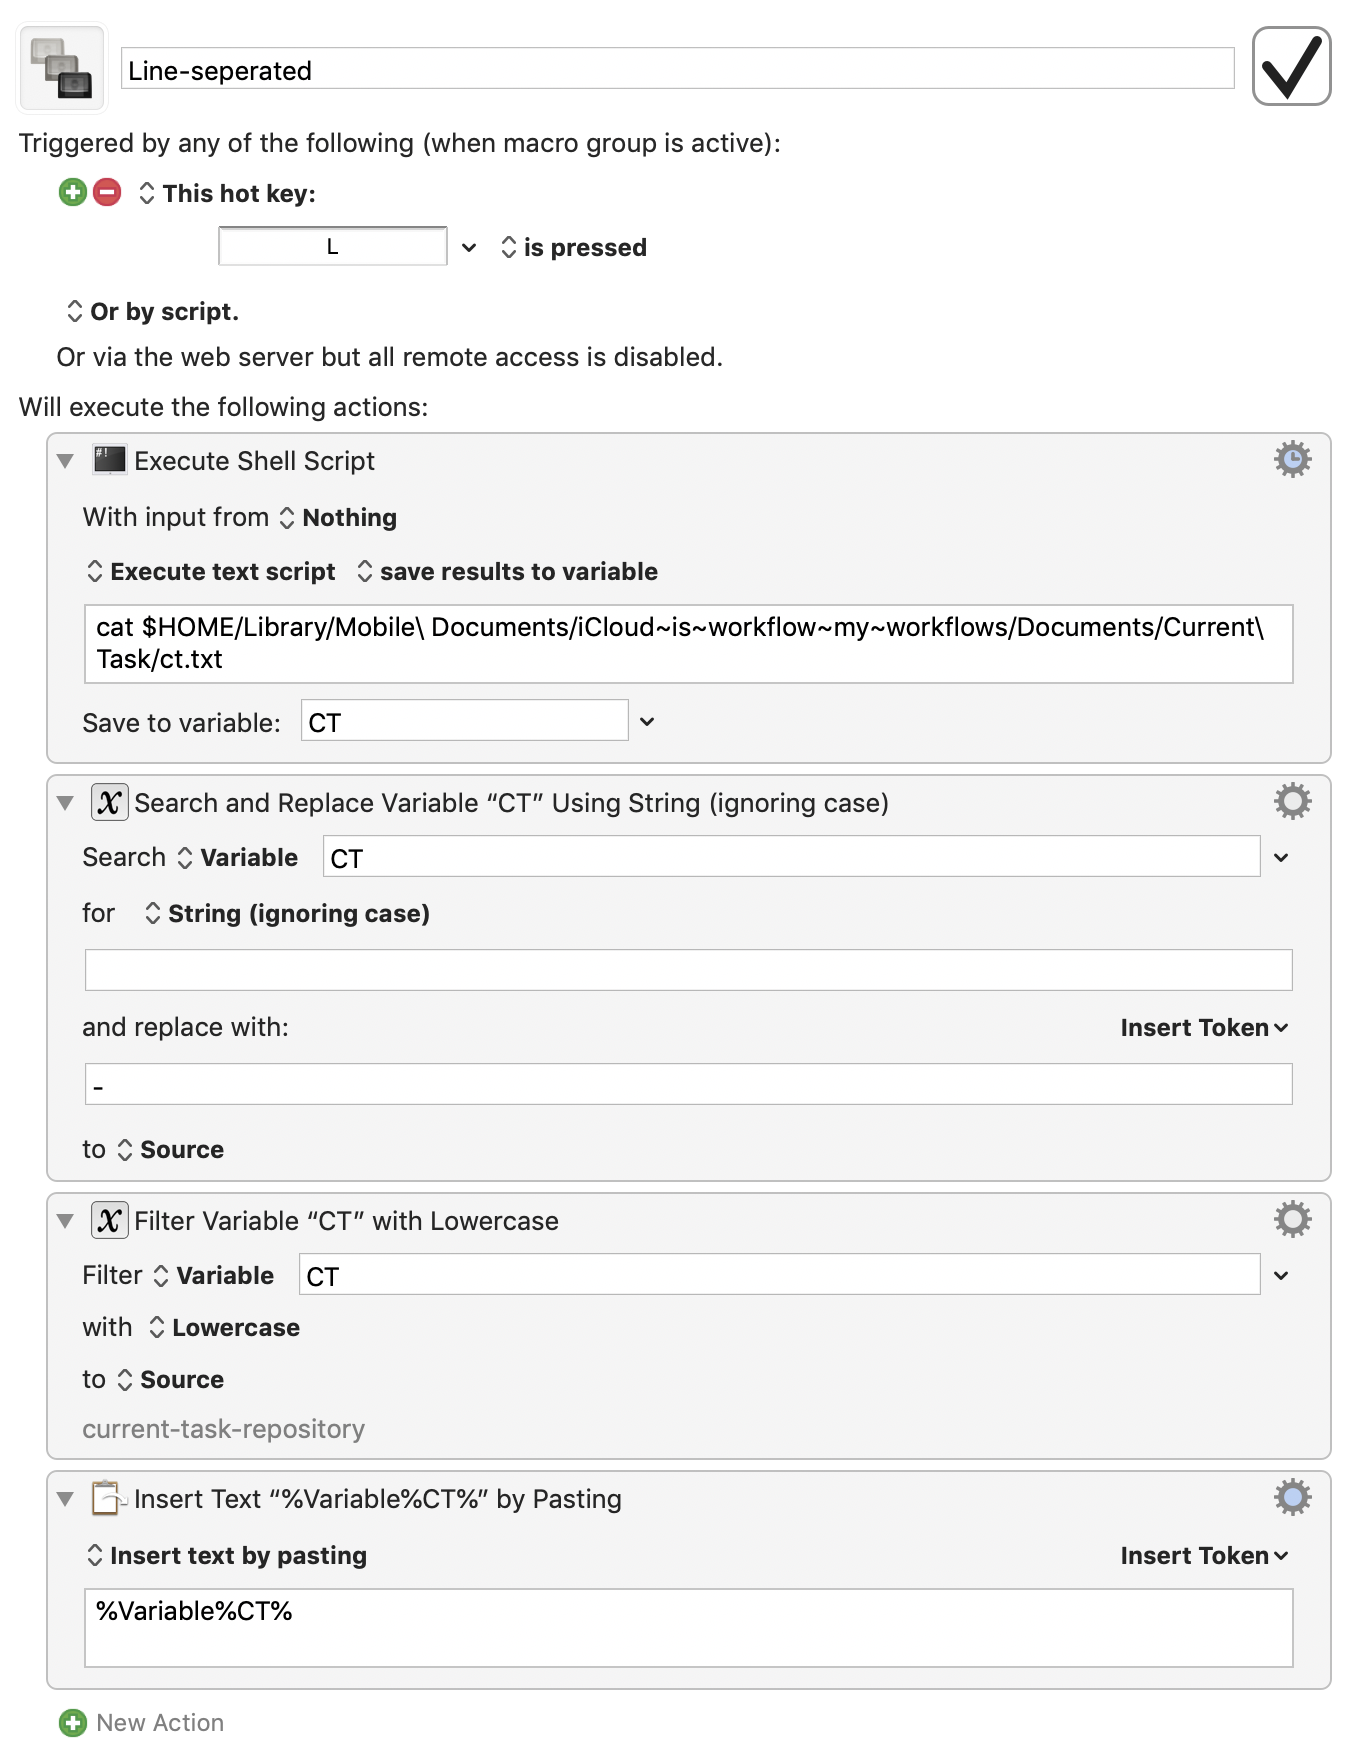 Line-seperated
Triggered by any of the following (when macro group is active):
This hot key:
L is pressed
Or by script.
Or via the web server but all remote access is disabled.
Will execute the following actions:
#! Execute Shell Script
With input from Nothing
Execute text script save results to variable
cat $HOME/Library/Mobile\ Documents/iCloud~is~workflow~my~workflows/Documents/Current\
Task/ct.txt
Save to variable: CT
X Search and Replace Variable “CT” Using String (ignoring case)
Search Variable CT
for String (ignoring case)
and replace with: Insert Token
-
to Source
X Filter Variable “CT” with Lowercase
Filter Variable CT
with Lowercase
to Source
current-task-repository
Insert Text “%Variable%CT%” by Pasting
Insert text by pasting Insert Token
%Variable%CT%
New Action